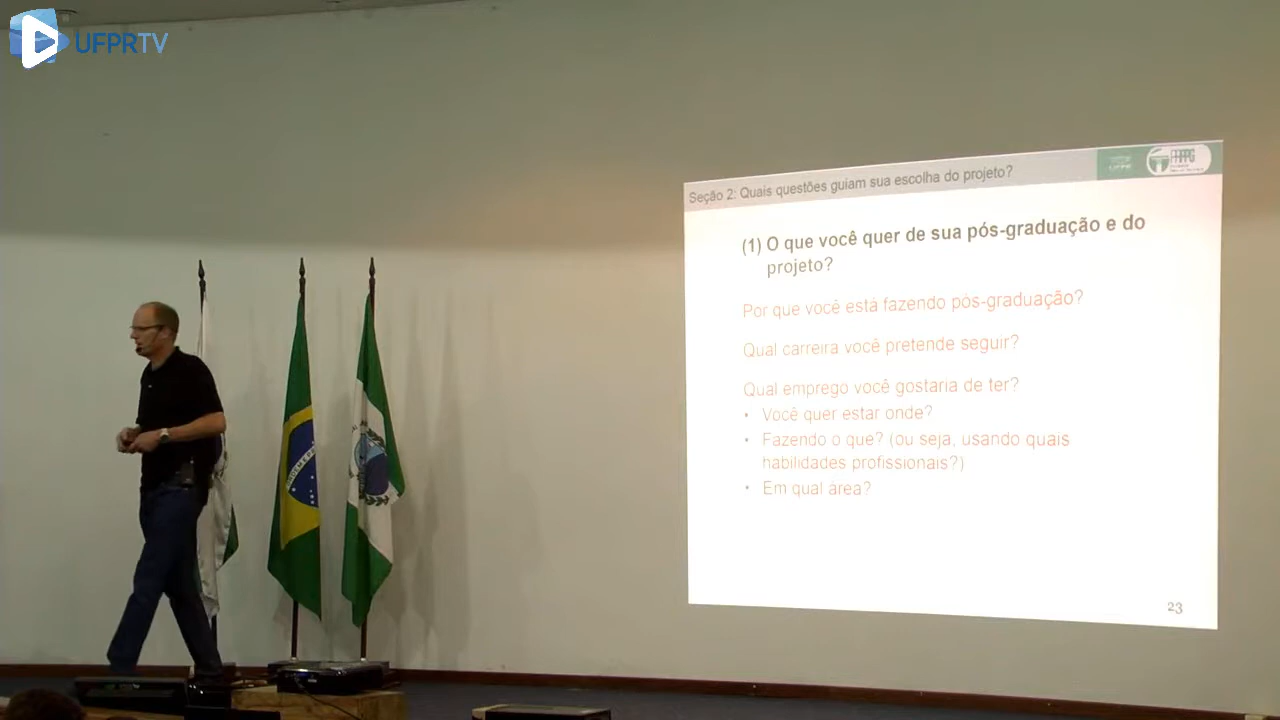 UFPRTV
Seção 2: Quais questões guiam sua escolha do projeto?
UFPR
PRPPG
(1) O que você quer de sua pós-graduação e do
projeto?
Por que você está fazendo pós-graduação?
Qual carreira você pretende seguir?
Qual emprego você gostaria de ter?
• Você quer estar onde?
• Fazendo o que? (ou seja, usando quais
habilidades profissionais?)
• Em qual area?
23